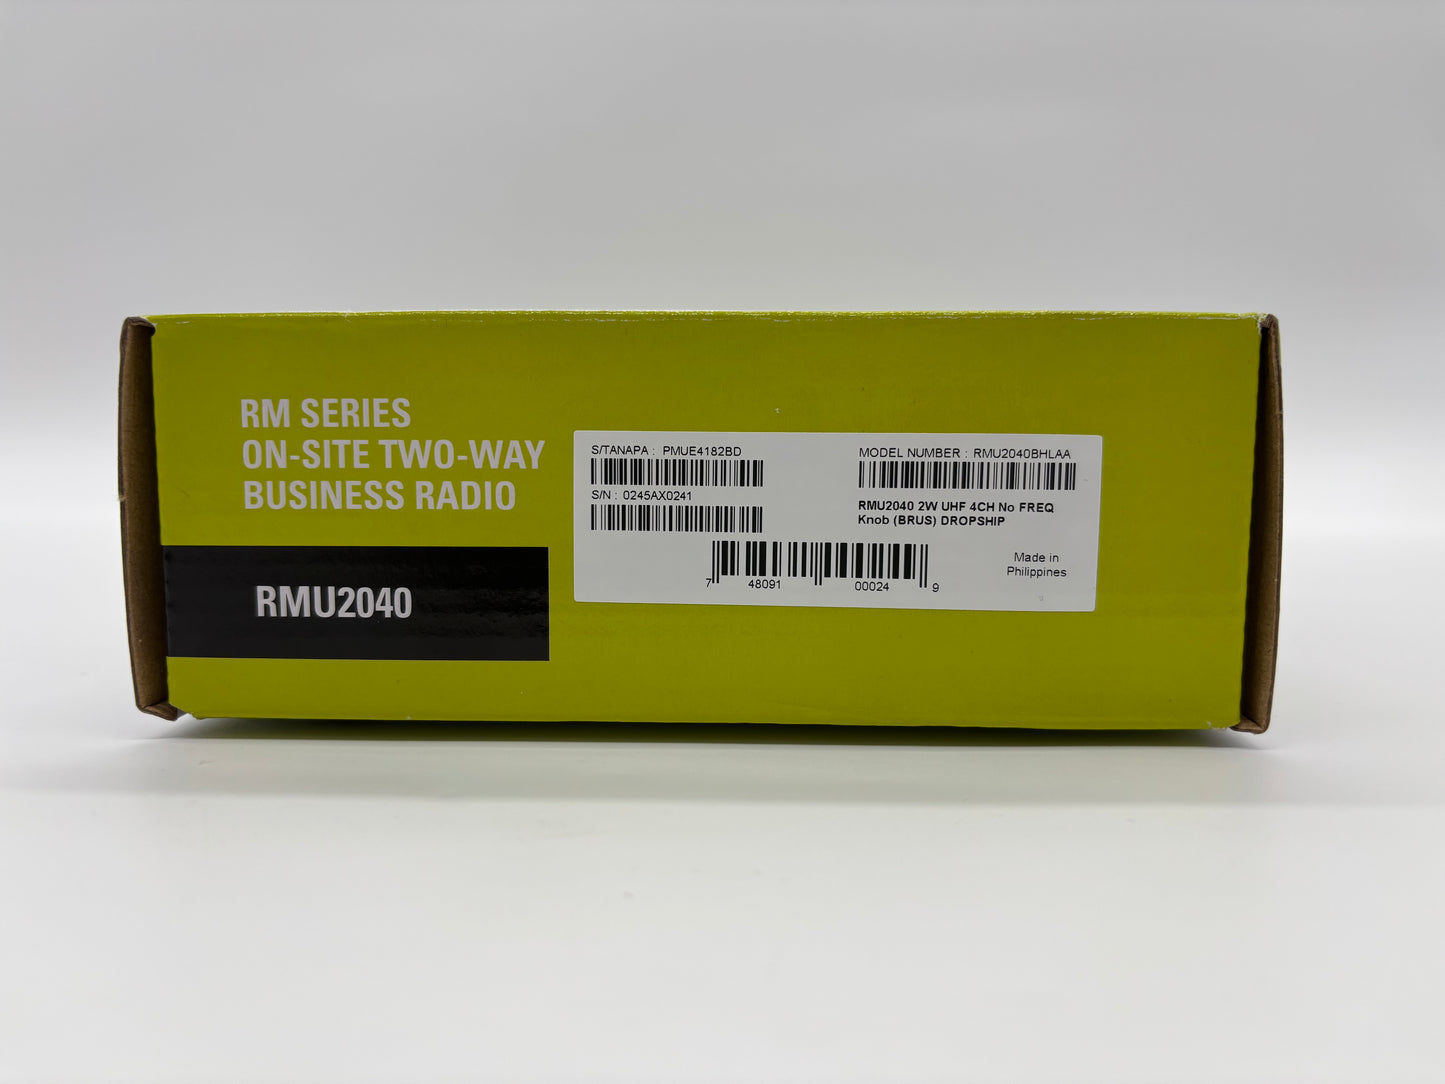 RM SERIES
ON-SITE TWO-WAY
BUSINESS RADIO
RMU2040
S/TANAPA : PMUE4182BD
S/N : 0245AX0241
MODEL NUMBER : RMU2040BHLAA
RMU2040 2W UHF 4CH No FREQ
Knob (BRUS) DROPSHIP
7 48091 00024 9
Made in
Philippines